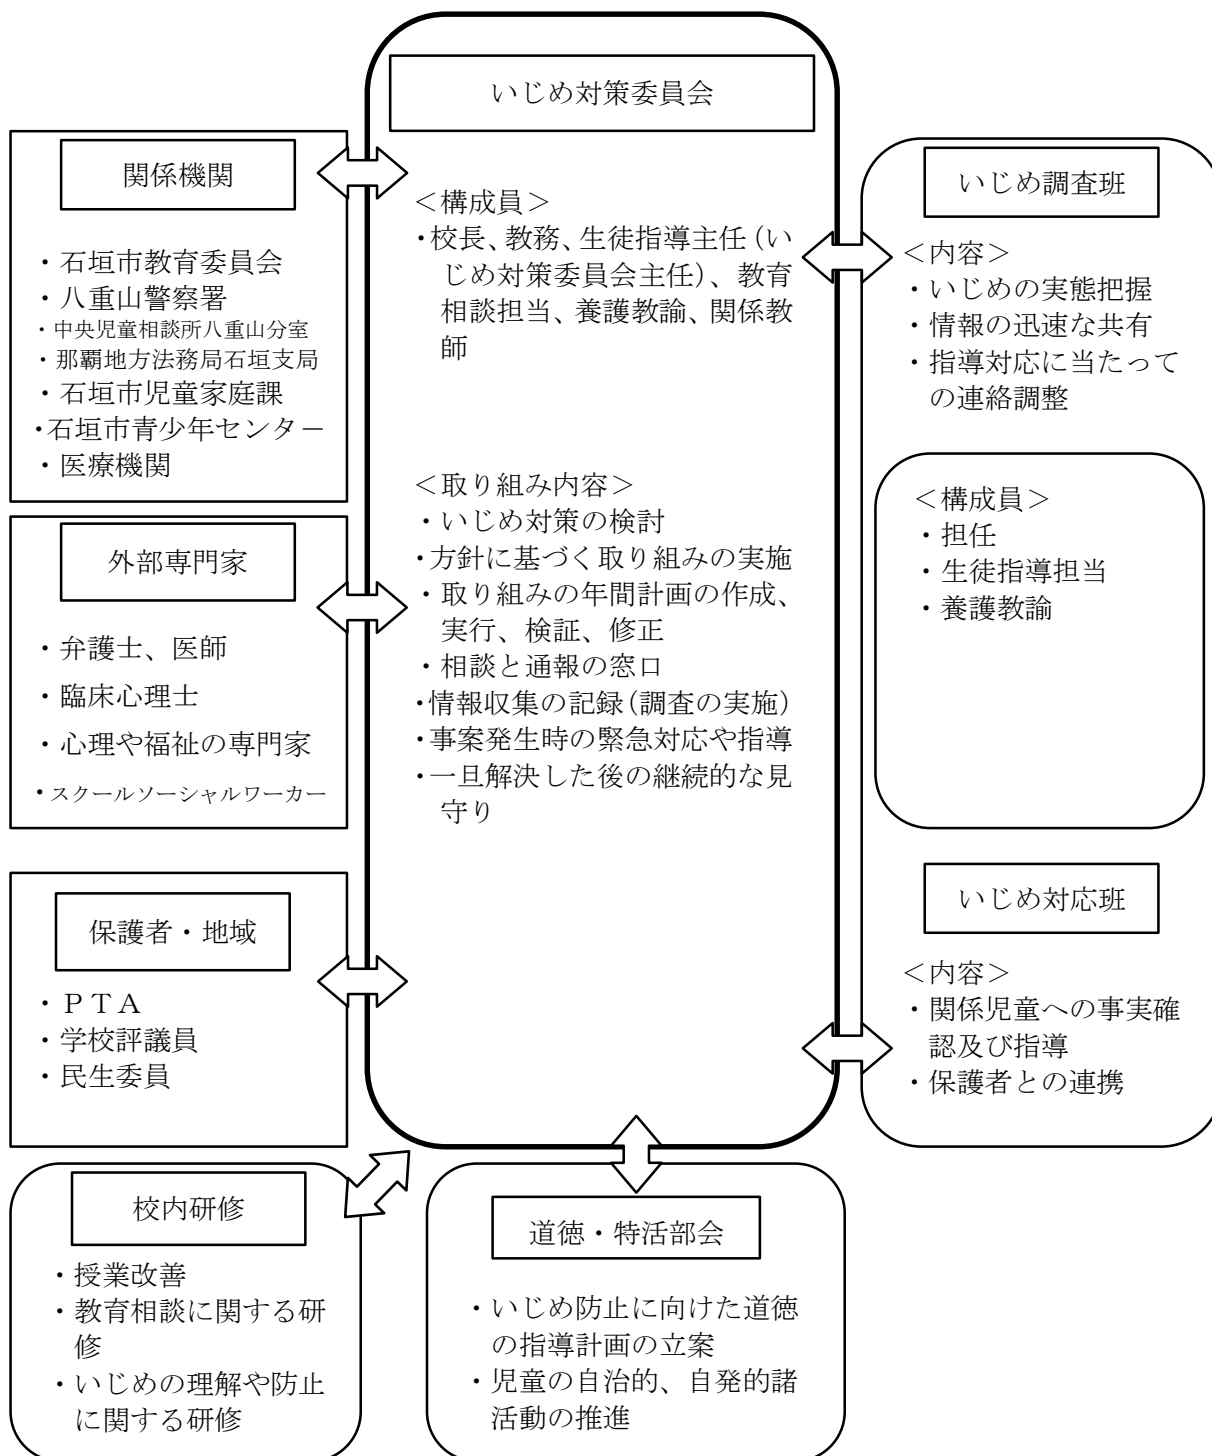 いじめ対策委員会
＜構成員＞
・校長、教務、生徒指導主任（い
じめ対策委員会主任）、教育
相談担当、養護教諭、関係教
師
＜取り組み内容＞
・いじめ対策の検討
・方針に基づく取り組みの実施
・取り組みの年間計画の作成、
実行、検証、修正
・相談と通報の窓口
・情報収集の記録（調査の実施）
・事案発生時の緊急対応や指導
・一旦解決した後の継続的な見
守り
関係機関
・石垣市教育委員会
・八重山警察署
・中央児童相談所八重山分室
・那覇地方法務局石垣支局
・石垣市児童家庭課
・石垣市青少年センター
・医療機関
外部専門家
・弁護士、医師
・臨床心理士
・心理や福祉の専門家
・スクールソーシャルワーカー
保護者・地域
・ＰＴＡ
・学校評議員
・民生委員
いじめ調査班
＜内容＞
・いじめの実態把握
・情報の迅速な共有
・指導対応に当たって
の連絡調整
＜構成員＞
・担任
・生徒指導担当
・養護教諭
いじめ対応班
＜内容＞
・関係児童への事実確
認及び指導
・保護者との連携
校内研修
・授業改善
・教育相談に関する研
修
・いじめの理解や防止
に関する研修
道徳・特活部会
・いじめ防止に向けた道徳
の指導計画の立案
・児童の自治的、自発的諸
活動の推進